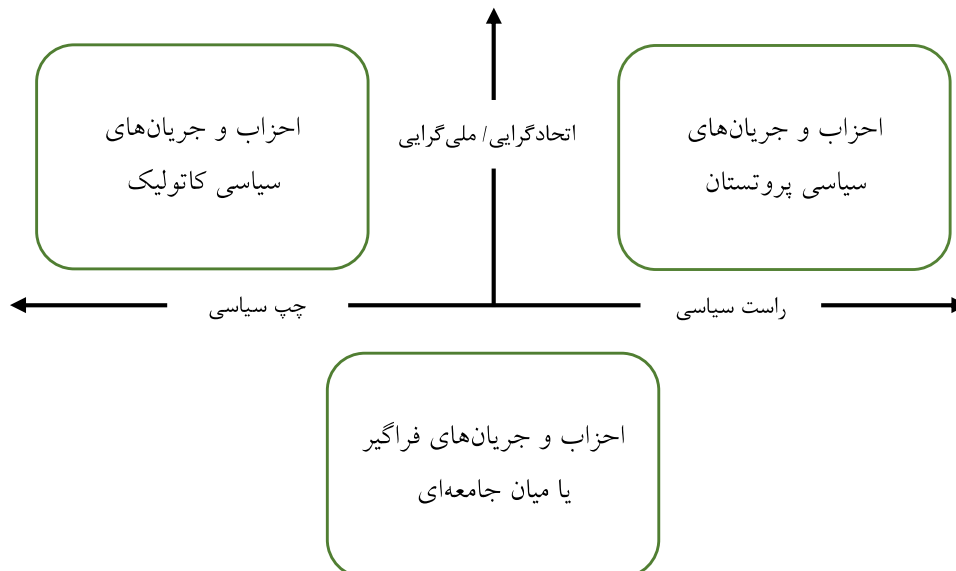 احزاب و جریان‌های
سیاسی پروتستان
اتحادگرایی/ ملی‌گرایی
احزاب و جریان‌های
سیاسی کاتولیک
راست سیاسی
چپ سیاسی
احزاب و جریان‌های فراگیر
یا میان جامعه‌ای